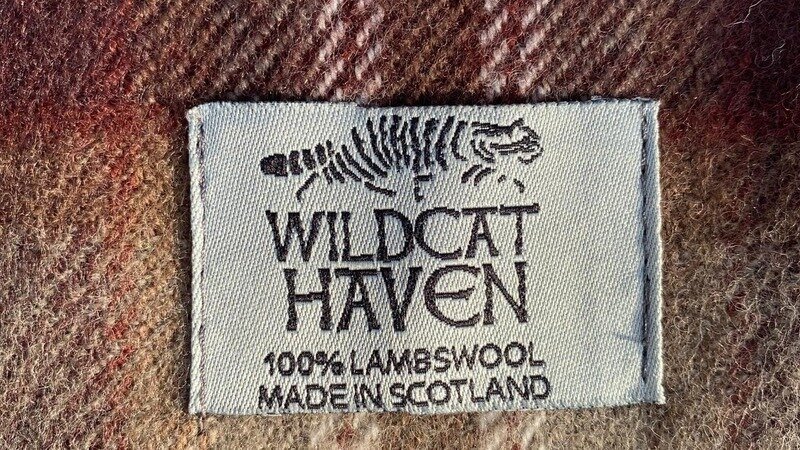 WILDCAT
HAVEN
100% LAMBSWOOL
MADE IN SCOTLAND